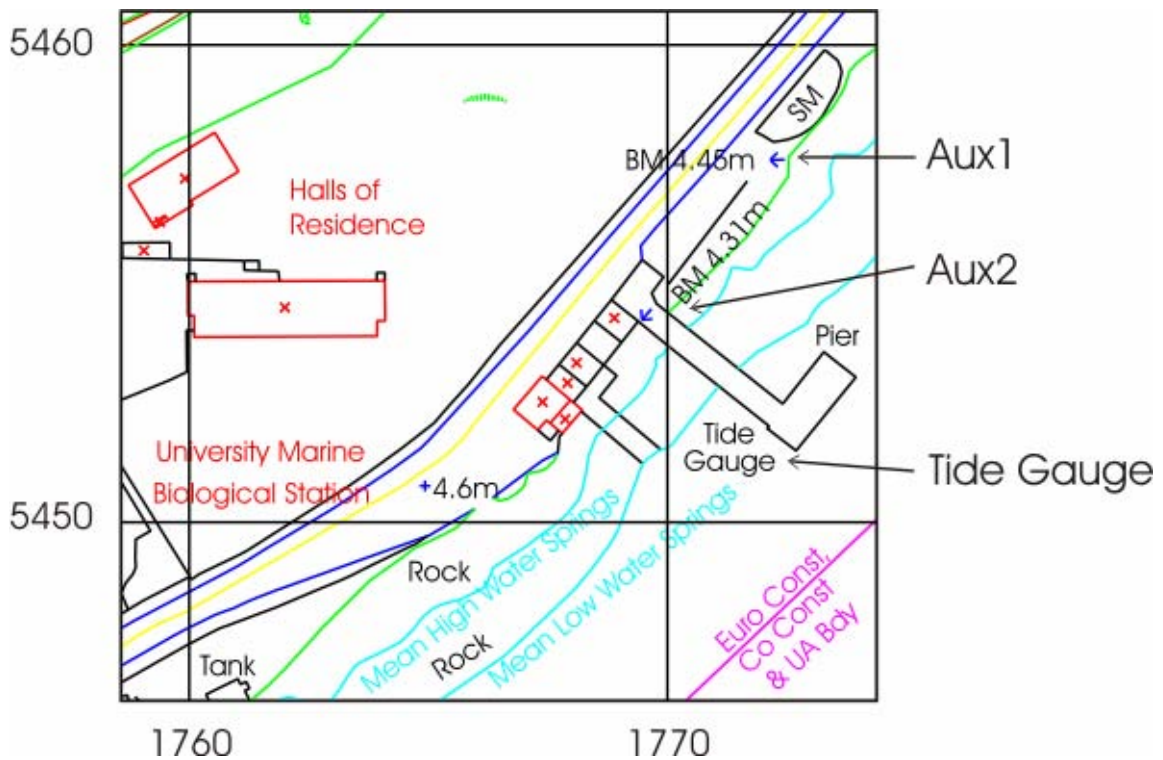 5460
SM
BM 4.45m
Aux1
Halls of
Residence
BM 4.31m
Aux2
Pier
Tide
Gauge
Tide Gauge
University Marine
Biological Station
4.6m
5450
Rock
Mean High Water Springs
Mean Low Water Springs
Rock
Euro Const,
Co Const
& UA Bdy
Tank
1760
1770